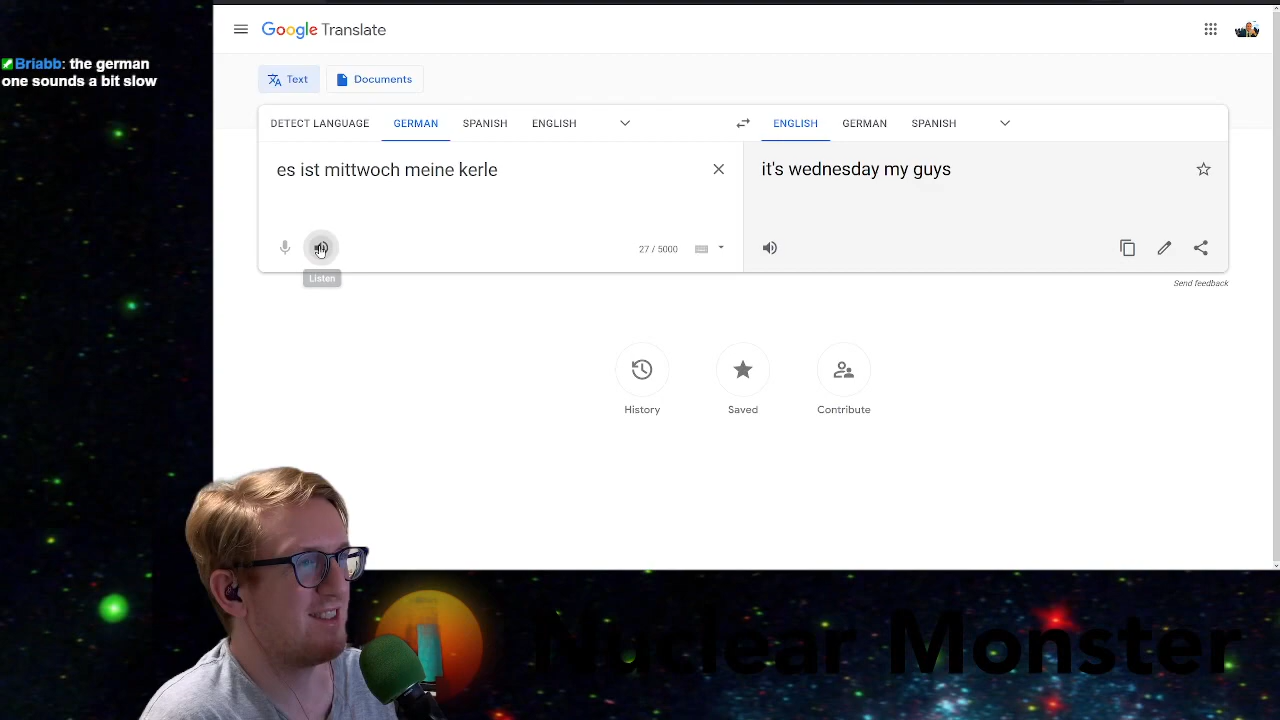 Google Translate
Briabb: the german
one sounds a bit slow
Text
Documents
DETECT LANGUAGE
GERMAN
SPANISH
ENGLISH
ENGLISH
GERMAN
SPANISH
es ist mittwoch meine kerle
it's wednesday my guys
27 / 5000
Listen
Send feedback
History
Saved
Contribute
Nuclear Monster